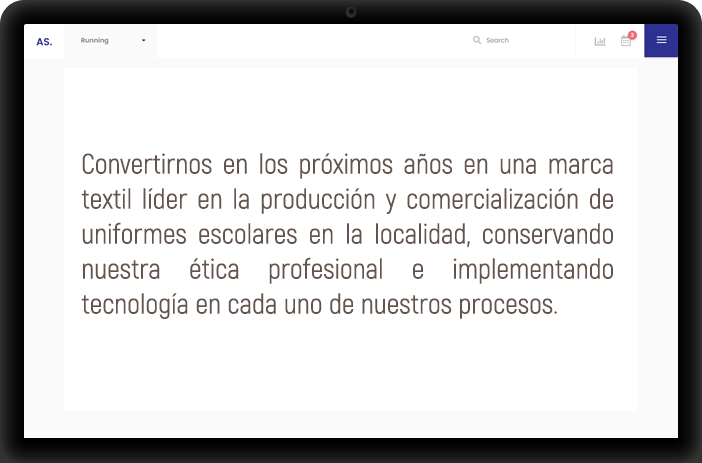 AS.
Running
Search
3
Convertirnos en los próximos años en una marca
textil líder en la producción y comercialización de
uniformes escolares en la localidad, conservando
nuestra ética profesional e implementando
tecnología en cada uno de nuestros procesos.